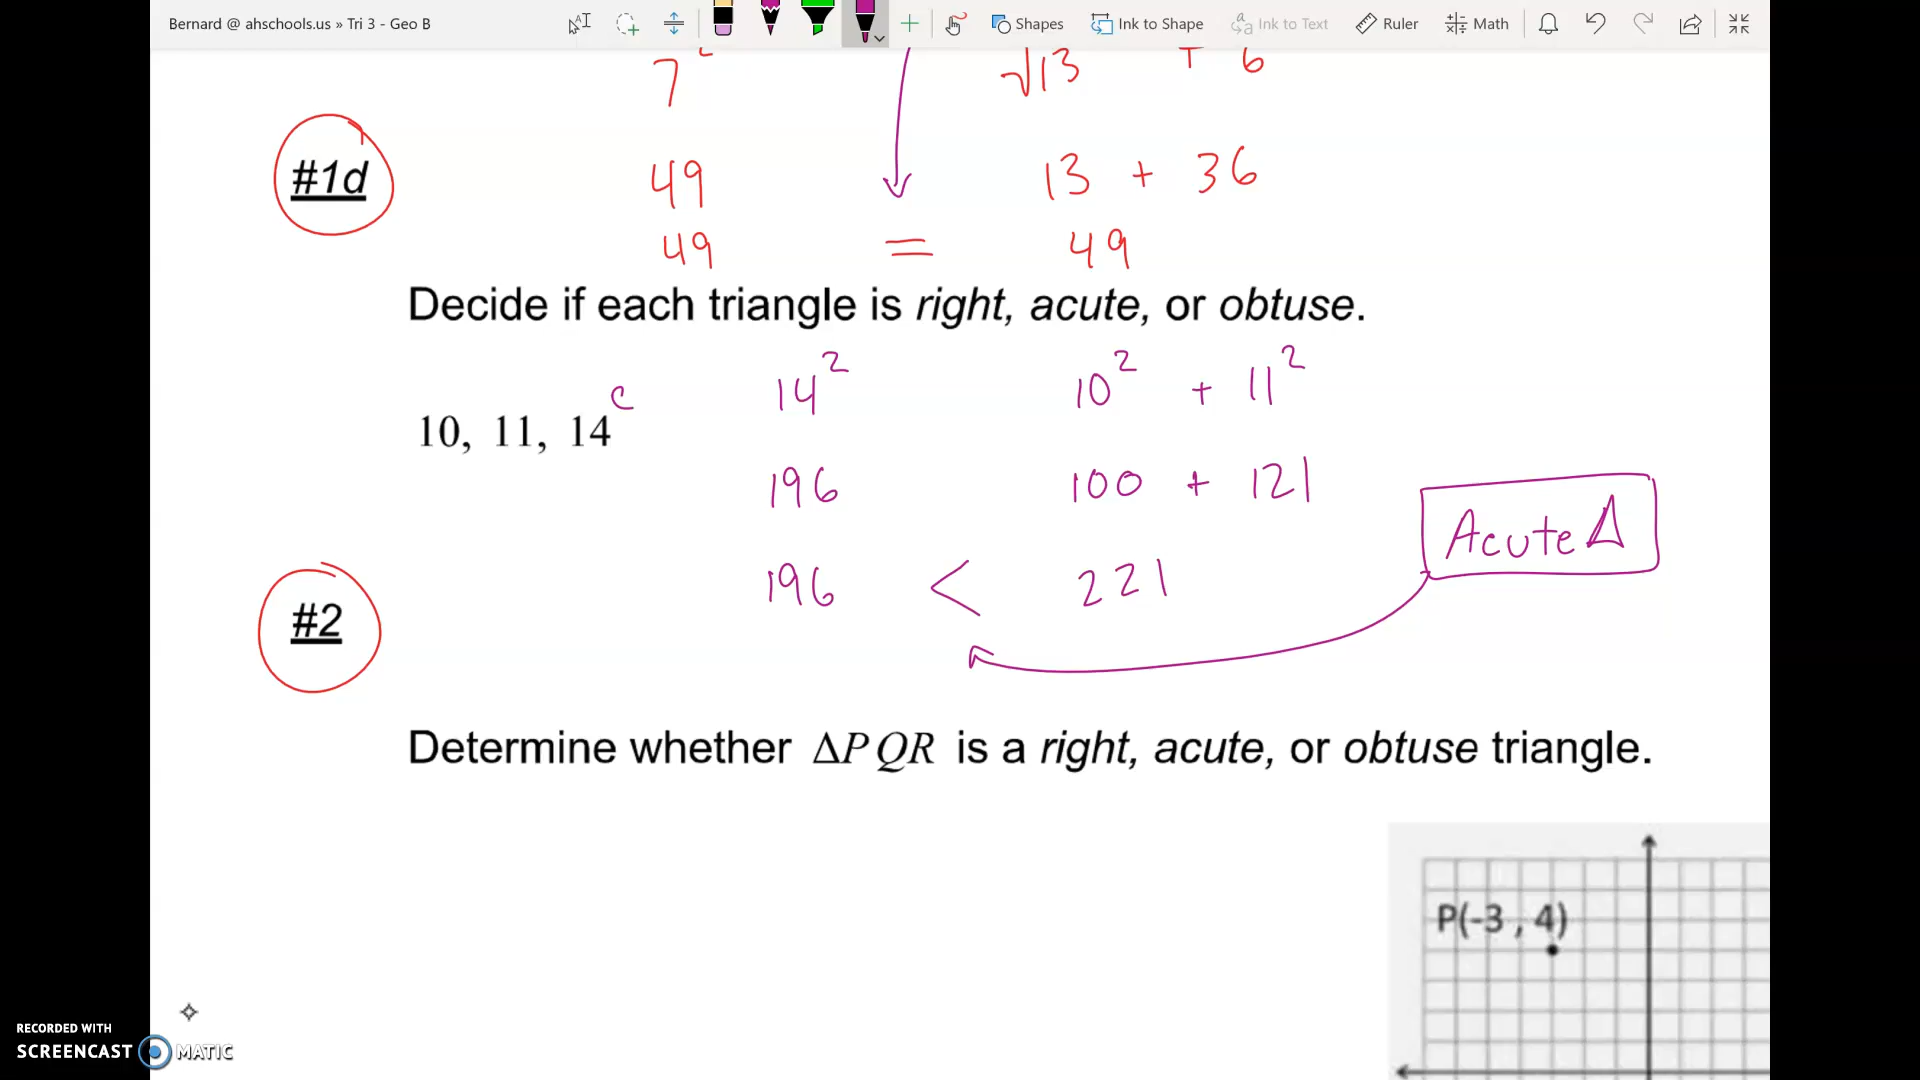 Bernard @ ahschools.us » Tri 3 - Geo B
Shapes Ink to Shape Ink to Text Ruler Math
7² √13 + 6
#1d
49 13 + 36
49 = 49
Decide if each triangle is right, acute, or obtuse.
14² 10² + 11²
10, 11, 14 c
196 100 + 121
Acute Δ
196 < 221
#2
Determine whether ΔPQR is a right, acute, or obtuse triangle.
P(-3 , 4)
RECORDED WITH
SCREENCAST MATIC